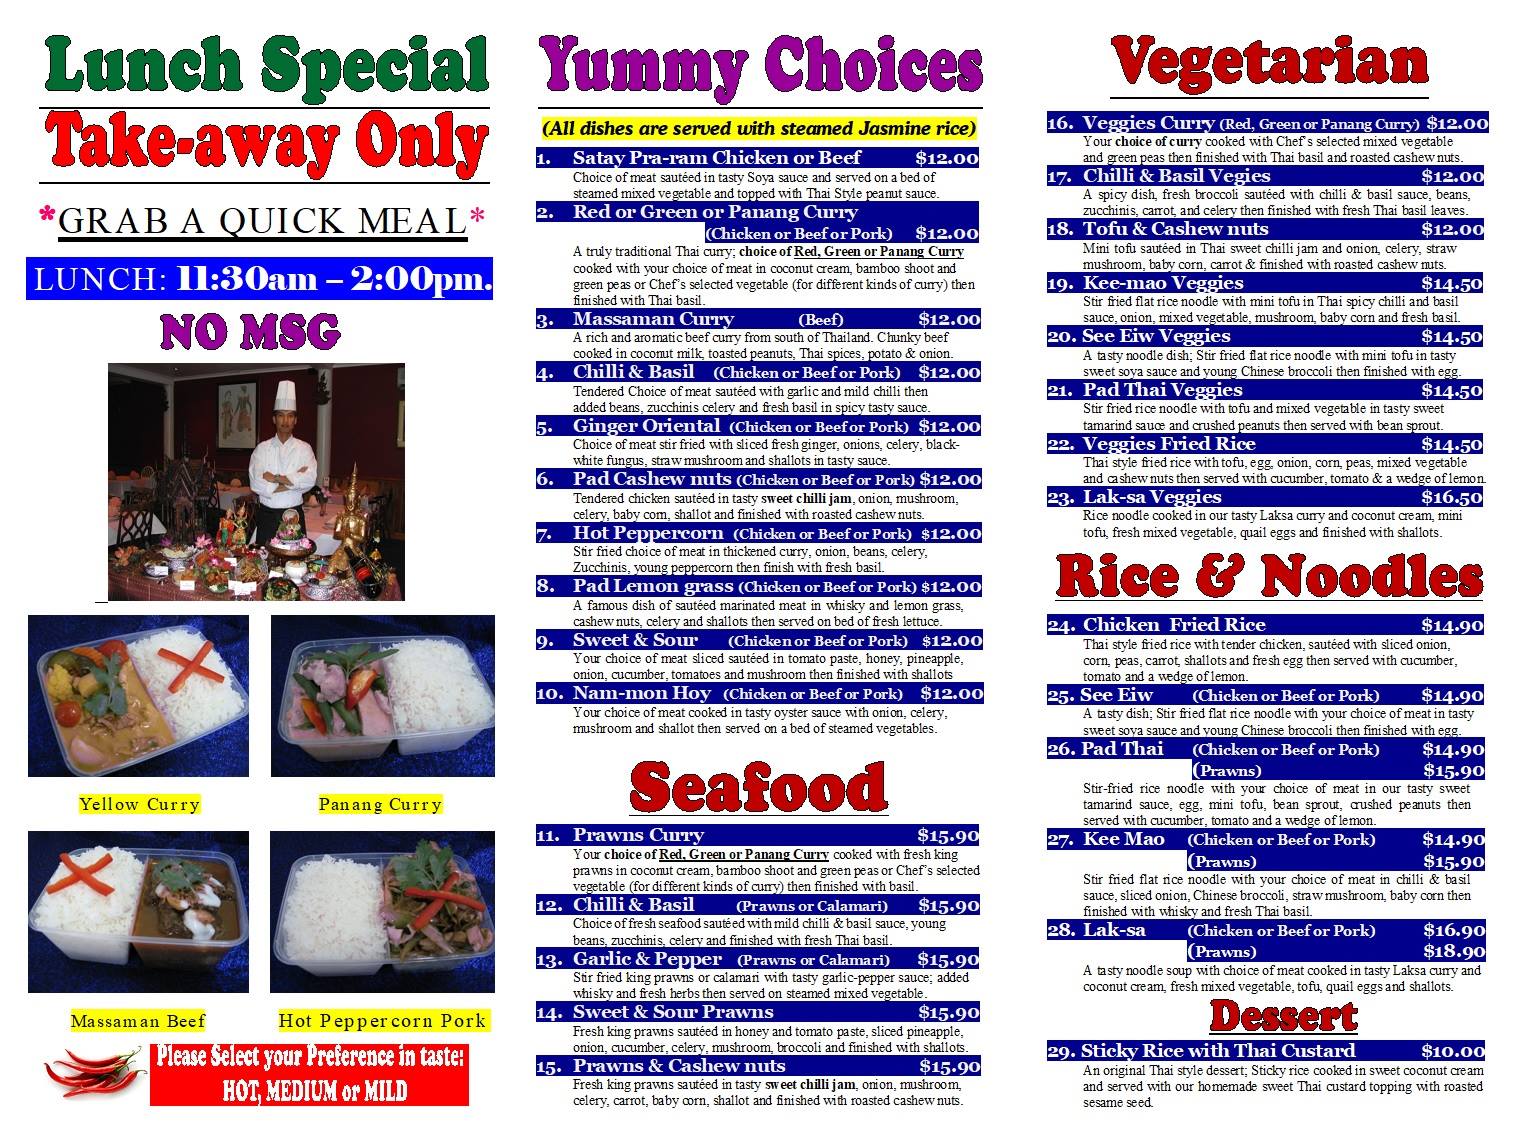 Lunch Special
Take-away Only
*GRAB A QUICK MEAL*
LUNCH: 11:30am – 2:00pm.
NO MSG
Yellow Curry
Panang Curry
Massaman Beef
Hot Peppercorn Pork
Please Select your Preference in taste:
HOT, MEDIUM or MILD
Yummy Choices
(All dishes are served with steamed Jasmine rice)
1. Satay Pra-ram Chicken or Beef $12.00
Choice of meat sautéed in tasty Soya sauce and served on a bed of
steamed mixed vegetable and topped with Thai Style peanut sauce.
2. Red or Green or Panang Curry
(Chicken or Beef or Pork) $12.00
A truly traditional Thai curry; choice of Red, Green or Panang Curry
cooked with your choice of meat in coconut cream, bamboo shoot and
green peas or Chef's selected vegetable (for different kinds of curry) then
finished with Thai basil.
3. Massaman Curry (Beef) $12.00
A rich and aromatic beef curry from south of Thailand. Chunky beef
cooked in coconut milk, toasted peanuts, Thai spices, potato & onion.
4. Chilli & Basil (Chicken or Beef or Pork) $12.00
Tendered Choice of meat sautéed with garlic and mild chilli then
added beans, zucchinis celery and fresh basil in spicy tasty sauce.
5. Ginger Oriental (Chicken or Beef or Pork) $12.00
Choice of meat stir fried with sliced fresh ginger, onions, celery, black-
white fungus, straw mushroom and shallots in tasty sauce.
6. Pad Cashew nuts (Chicken or Beef or Pork) $12.00
Tendered chicken sautéed in tasty sweet chilli jam, onion, mushroom,
celery, baby corn, shallot and finished with roasted cashew nuts.
7. Hot Peppercorn (Chicken or Beef or Pork) $12.00
Stir fried choice of meat in thickened curry, onion, beans, celery,
Zucchinis, young peppercorn then finish with fresh basil.
8. Pad Lemon grass (Chicken or Beef or Pork) $12.00
A famous dish of sautéed marinated meat in whisky and lemon grass,
cashew nuts, celery and shallots then served on bed of fresh lettuce.
9. Sweet & Sour (Chicken or Beef or Pork) $12.00
Your choice of meat sliced sautéed in tomato paste, honey, pineapple,
onion, cucumber, tomatoes and mushroom then finished with shallots
10. Nam-mon Hoy (Chicken or Beef or Pork) $12.00
Your choice of meat cooked in tasty oyster sauce with onion, celery,
mushroom and shallot then served on a bed of steamed vegetables.
Seafood
11. Prawns Curry $15.90
Your choice of Red, Green or Panang Curry cooked with fresh king
prawns in coconut cream, bamboo shoot and green peas or Chef's selected
vegetable (for different kinds of curry) then finished with basil.
12. Chilli & Basil (Prawns or Calamari) $15.90
Choice of fresh seafood sautéed with mild chilli & basil sauce, young
beans, zucchinis, celery and finished with fresh Thai basil.
13. Garlic & Pepper (Prawns or Calamari) $15.90
Stir fried king prawns or calamari with tasty garlic-pepper sauce; added
whisky and fresh herbs then served on steamed mixed vegetable.
14. Sweet & Sour Prawns $15.90
Fresh king prawns sautéed in honey and tomato paste, sliced pineapple,
onion, cucumber, celery, mushroom, broccoli and finished with shallots.
15. Prawns & Cashew nuts $15.90
Fresh king prawns sautéed in tasty sweet chilli jam, onion, mushroom,
celery, carrot, baby corn, shallot and finished with roasted cashew nuts.
Vegetarian
16. Veggies Curry (Red, Green or Panang Curry) $12.00
Your choice of curry cooked with Chef's selected mixed vegetable
and green peas then finished with Thai basil and roasted cashew nuts.
17. Chilli & Basil Vegies $12.00
A spicy dish, fresh broccoli sautéed with chilli & basil sauce, beans,
zucchinis, carrot, and celery then finished with fresh Thai basil leaves.
18. Tofu & Cashew nuts $12.00
Mini tofu sautéed in Thai sweet chilli jam and onion, celery, straw
mushroom, baby corn, carrot & finished with roasted cashew nuts.
19. Kee-mao Veggies $14.50
Stir fried flat rice noodle with mini tofu in Thai spicy chilli and basil
sauce, onion, mixed vegetable, mushroom, baby corn and fresh basil.
20. See Eiw Veggies $14.50
A tasty noodle dish; Stir fried flat rice noodle with mini tofu in tasty
sweet soya sauce and young Chinese broccoli then finished with egg.
21. Pad Thai Veggies $14.50
Stir fried rice noodle with tofu and mixed vegetable in tasty sweet
tamarind sauce and crushed peanuts then served with bean sprout.
22. Veggies Fried Rice $14.50
Thai style fried rice with tofu, egg, onion, corn, peas, mixed vegetable
and cashew nuts then served with cucumber, tomato & a wedge of lemon.
23. Lak-sa Veggies $16.50
Rice noodle cooked in our tasty Laksa curry and coconut cream, mini
tofu, fresh mixed vegetable, quail eggs and finished with shallots.
Rice & Noodles
24. Chicken Fried Rice $14.90
Thai style fried rice with tender chicken, sautéed with sliced onion,
corn, peas, carrot, shallots and fresh egg then served with cucumber,
tomato and a wedge of lemon.
25. See Eiw (Chicken or Beef or Pork) $14.90
A tasty dish; Stir fried flat rice noodle with your choice of meat in tasty
sweet soya sauce and young Chinese broccoli then finished with egg.
26. Pad Thai (Chicken or Beef or Pork) $14.90
(Prawns) $15.90
Stir-fried rice noodle with your choice of meat in our tasty sweet
tamarind sauce, egg, mini tofu, bean sprout, crushed peanuts then
served with cucumber, tomato and a wedge of lemon.
27. Kee Mao (Chicken or Beef or Pork) $14.90
(Prawns) $15.90
Stir fried flat rice noodle with your choice of meat in chilli & basil
sauce, sliced onion, Chinese broccoli, straw mushroom, baby corn then
finished with whisky and fresh Thai basil.
28. Lak-sa (Chicken or Beef or Pork) $16.90
(Prawns) $18.90
A tasty noodle soup with choice of meat cooked in tasty Laksa curry and
coconut cream, fresh mixed vegetable, tofu, quail eggs and shallots.
Dessert
29. Sticky Rice with Thai Custard $10.00
An original Thai style dessert; Sticky rice cooked in sweet coconut cream
and served with our homemade sweet Thai custard topping with roasted
sesame seed.